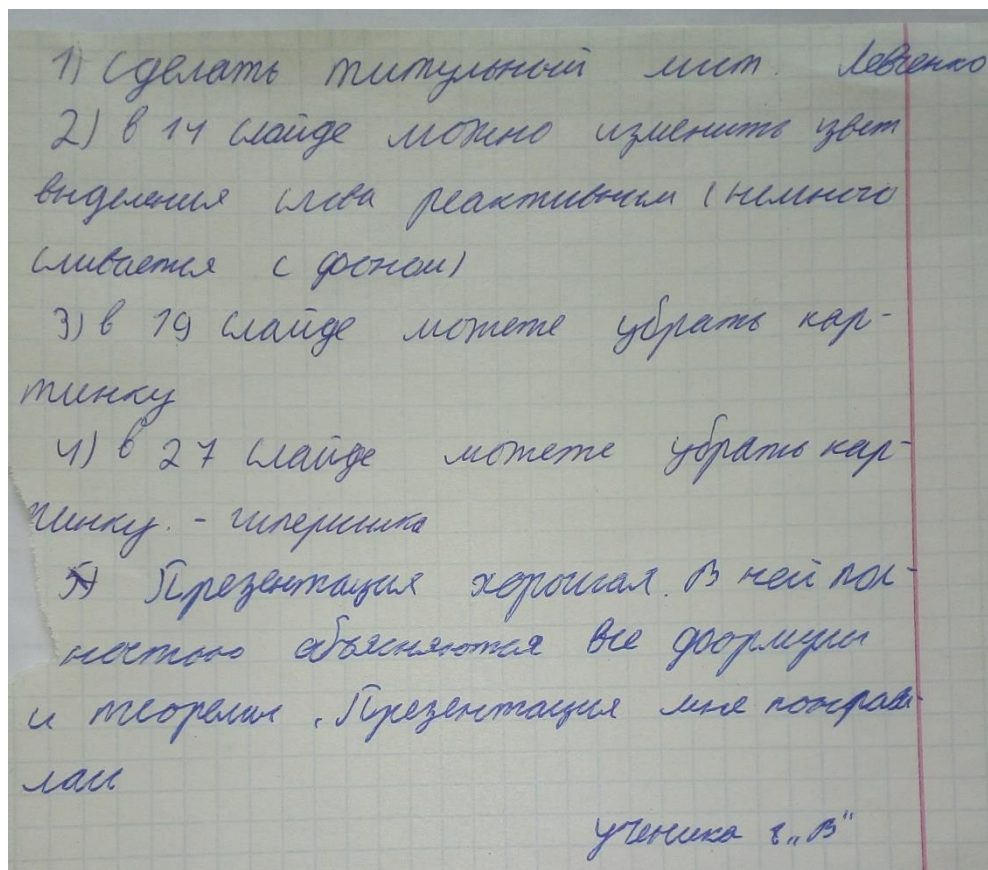 1) Сделать титульный лист. Левченко
2) в 14 слайде можно изменить цвет
выделения слова реактивным (немного
сливается с фоном)
3) в 19 слайде можете убрать кар-
тинку
4) в 27 слайде можете убрать кар-
тинку. - гиперссылка
5) Презентация хорошая. В ней пол-
ностью объясняются все формулы
и теоремы. Презентация мне понрави-
лась
ученика 8 „В“